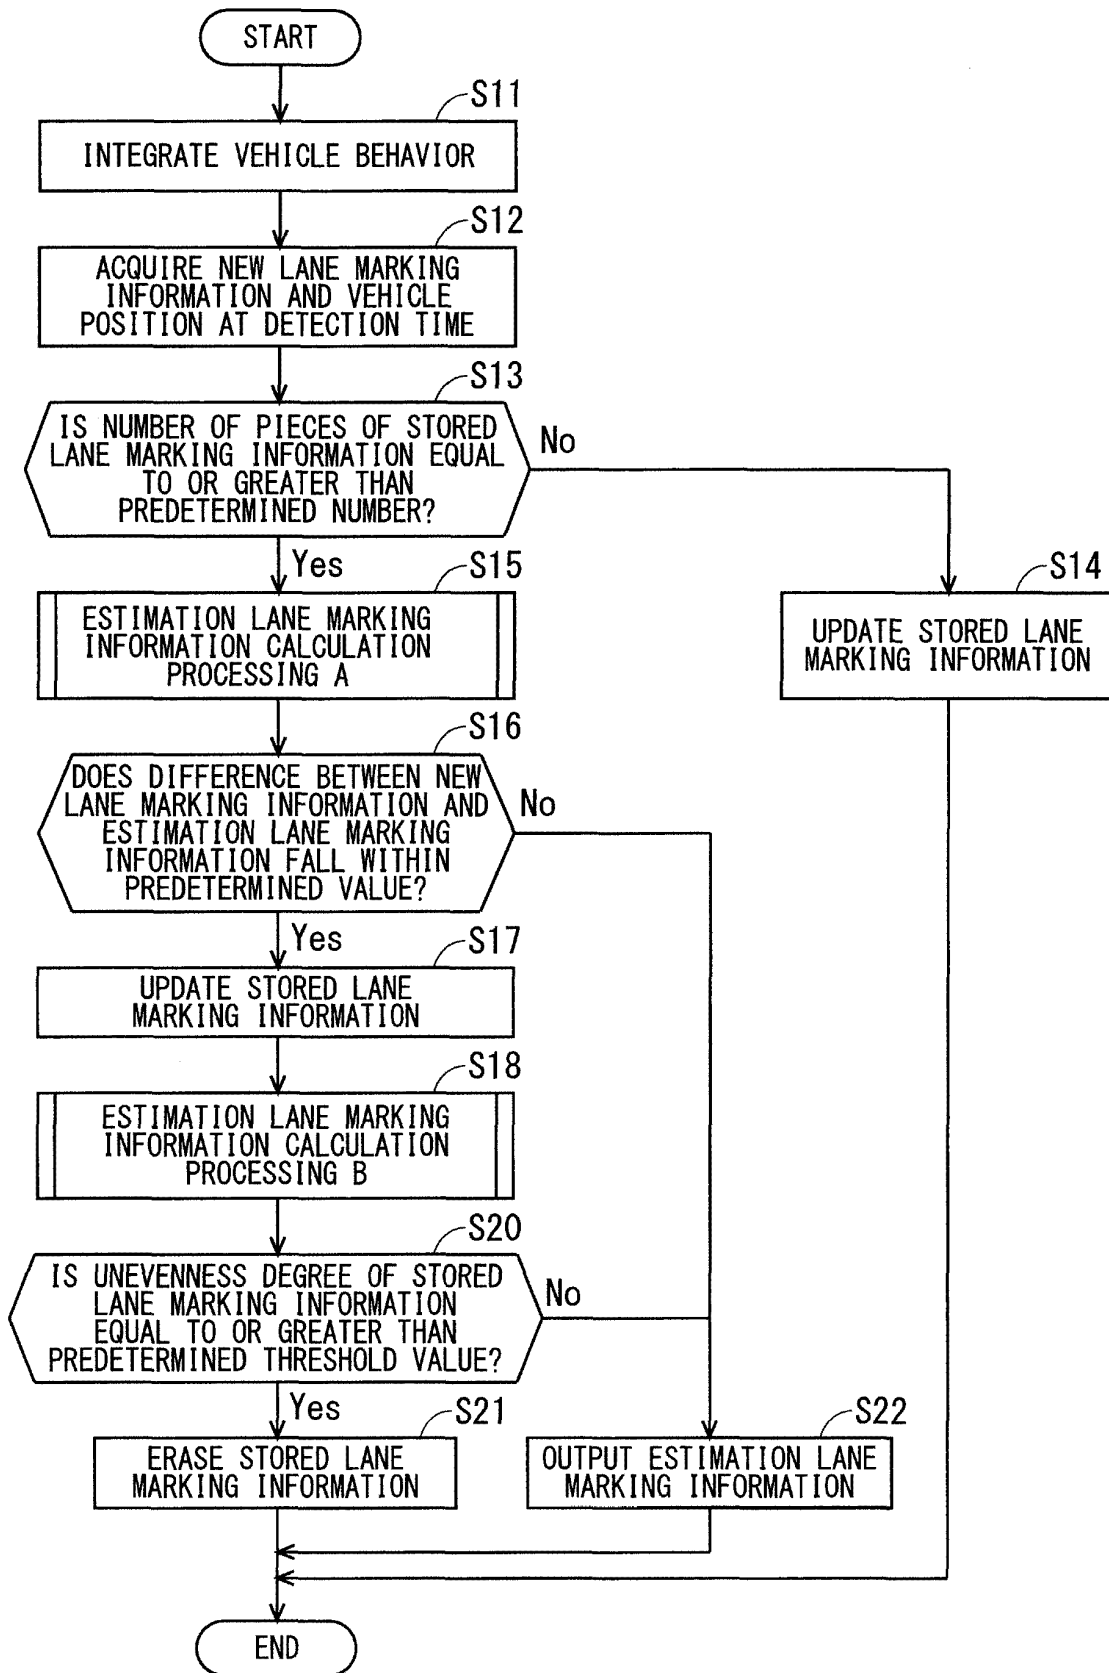 START
S11
INTEGRATE VEHICLE BEHAVIOR
S12
ACQUIRE NEW LANE MARKING
INFORMATION AND VEHICLE
POSITION AT DETECTION TIME
S13
IS NUMBER OF PIECES OF STORED
LANE MARKING INFORMATION EQUAL
TO OR GREATER THAN
PREDETERMINED NUMBER?
No
Yes
S15
ESTIMATION LANE MARKING
INFORMATION CALCULATION
PROCESSING A
S14
UPDATE STORED LANE
MARKING INFORMATION
S16
DOES DIFFERENCE BETWEEN NEW
LANE MARKING INFORMATION AND
ESTIMATION LANE MARKING
INFORMATION FALL WITHIN
PREDETERMINED VALUE?
No
Yes
S17
UPDATE STORED LANE
MARKING INFORMATION
S18
ESTIMATION LANE MARKING
INFORMATION CALCULATION
PROCESSING B
S20
IS UNEVENNESS DEGREE OF STORED
LANE MARKING INFORMATION
EQUAL TO OR GREATER THAN
PREDETERMINED THRESHOLD VALUE?
No
Yes
S21
ERASE STORED LANE
MARKING INFORMATION
S22
OUTPUT ESTIMATION LANE
MARKING INFORMATION
END